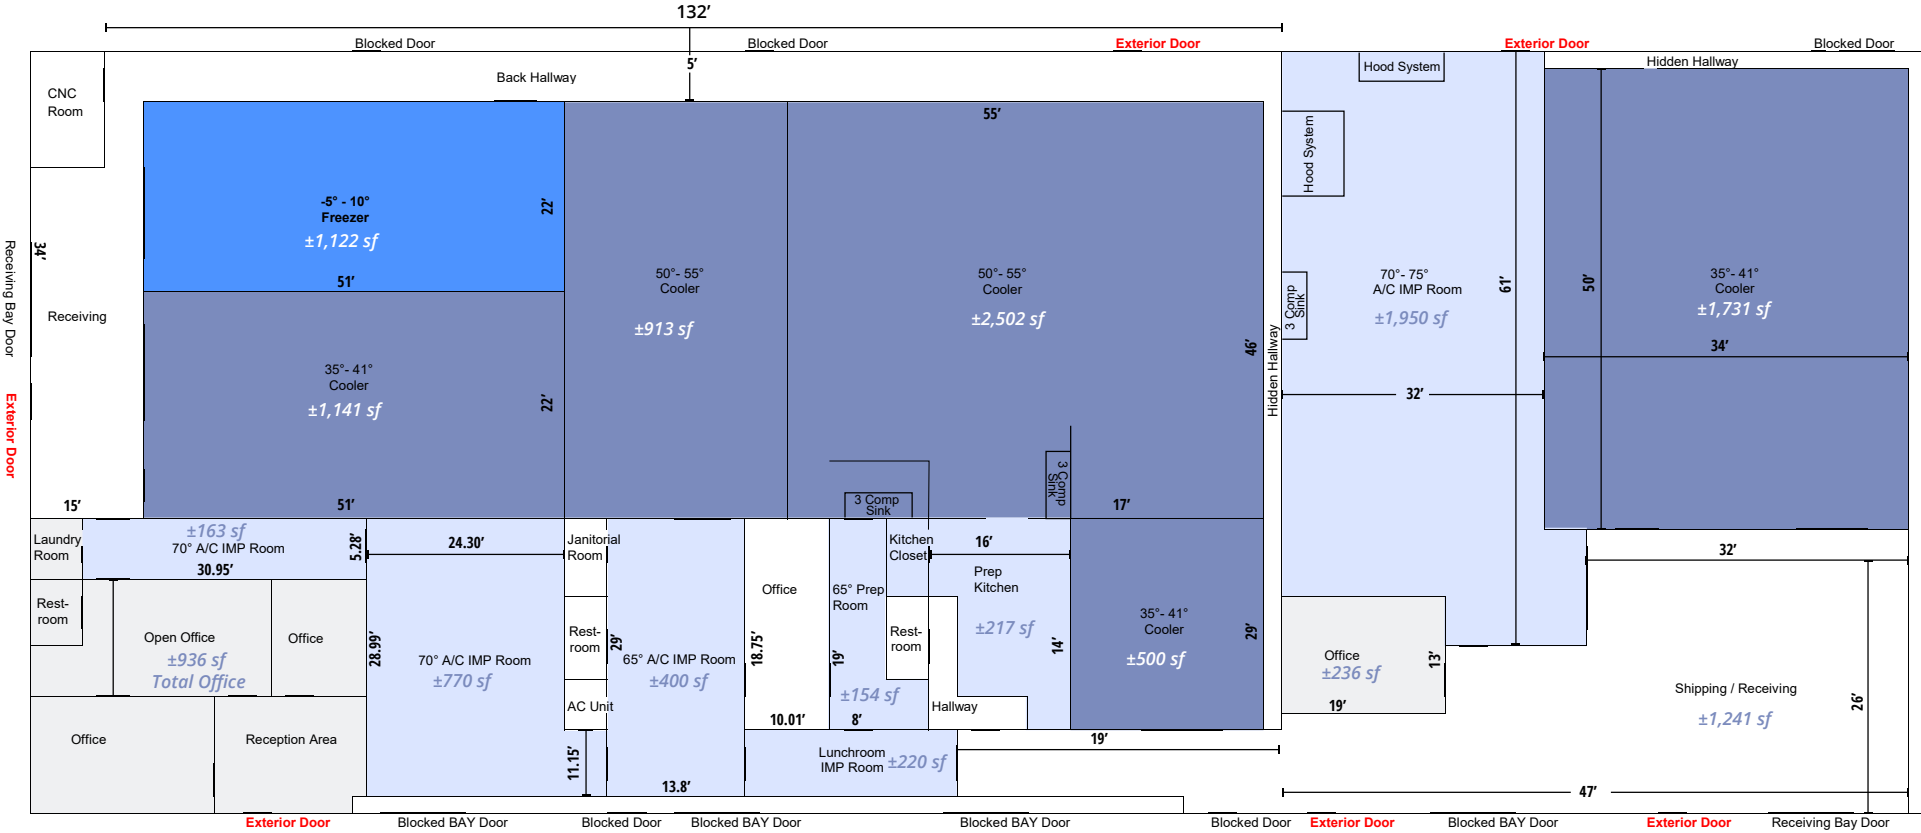 132’
Blocked Door
Blocked Door
Exterior Door
Exterior Door
Blocked Door
5’
Back Hallway
Hood System
Hidden Hallway
CNC
Room
55’
Hood System
-5° - 10°
Freezer
±1,122 sf
22’
51’
34’
Receiving Bay Door
Exterior Door
Receiving
50°- 55°
Cooler
±913 sf
50°- 55°
Cooler
±2,502 sf
46’
Hidden Hallway
3 Comp
Sink
70°- 75°
A/C IMP Room
±1,950 sf
61’
32’
50’
35°- 41°
Cooler
±1,731 sf
34’
35°- 41°
Cooler
±1,141 sf
22’
51’
15’
3 Comp
Sink
3 Comp
Sink
17’
Laundry
Room
±163 sf
70° A/C IMP Room
30.95’
5.28’
24.30’
Janitorial
Room
Kitchen
Closet
16’
Prep
Kitchen
±217 sf
14’
32’
Rest-
room
Open Office
±936 sf
Total Office
Office
28.99’
70° A/C IMP Room
±770 sf
Rest-
room
29’
65° A/C IMP Room
±400 sf
Office
18.75’
10.01’
65° Prep
Room
19’
±154 sf
8’
Rest-
room
35°- 41°
Cooler
±500 sf
29’
Office
±236 sf
13’
19’
Shipping / Receiving
±1,241 sf
26’
AC Unit
Hallway
Office
Reception Area
11.15’
13.8’
Lunchroom
IMP Room
±220 sf
19’
47’
Exterior Door
Blocked BAY Door
Blocked Door
Blocked BAY Door
Blocked BAY Door
Blocked Door
Exterior Door
Blocked BAY Door
Exterior Door
Receiving Bay Door